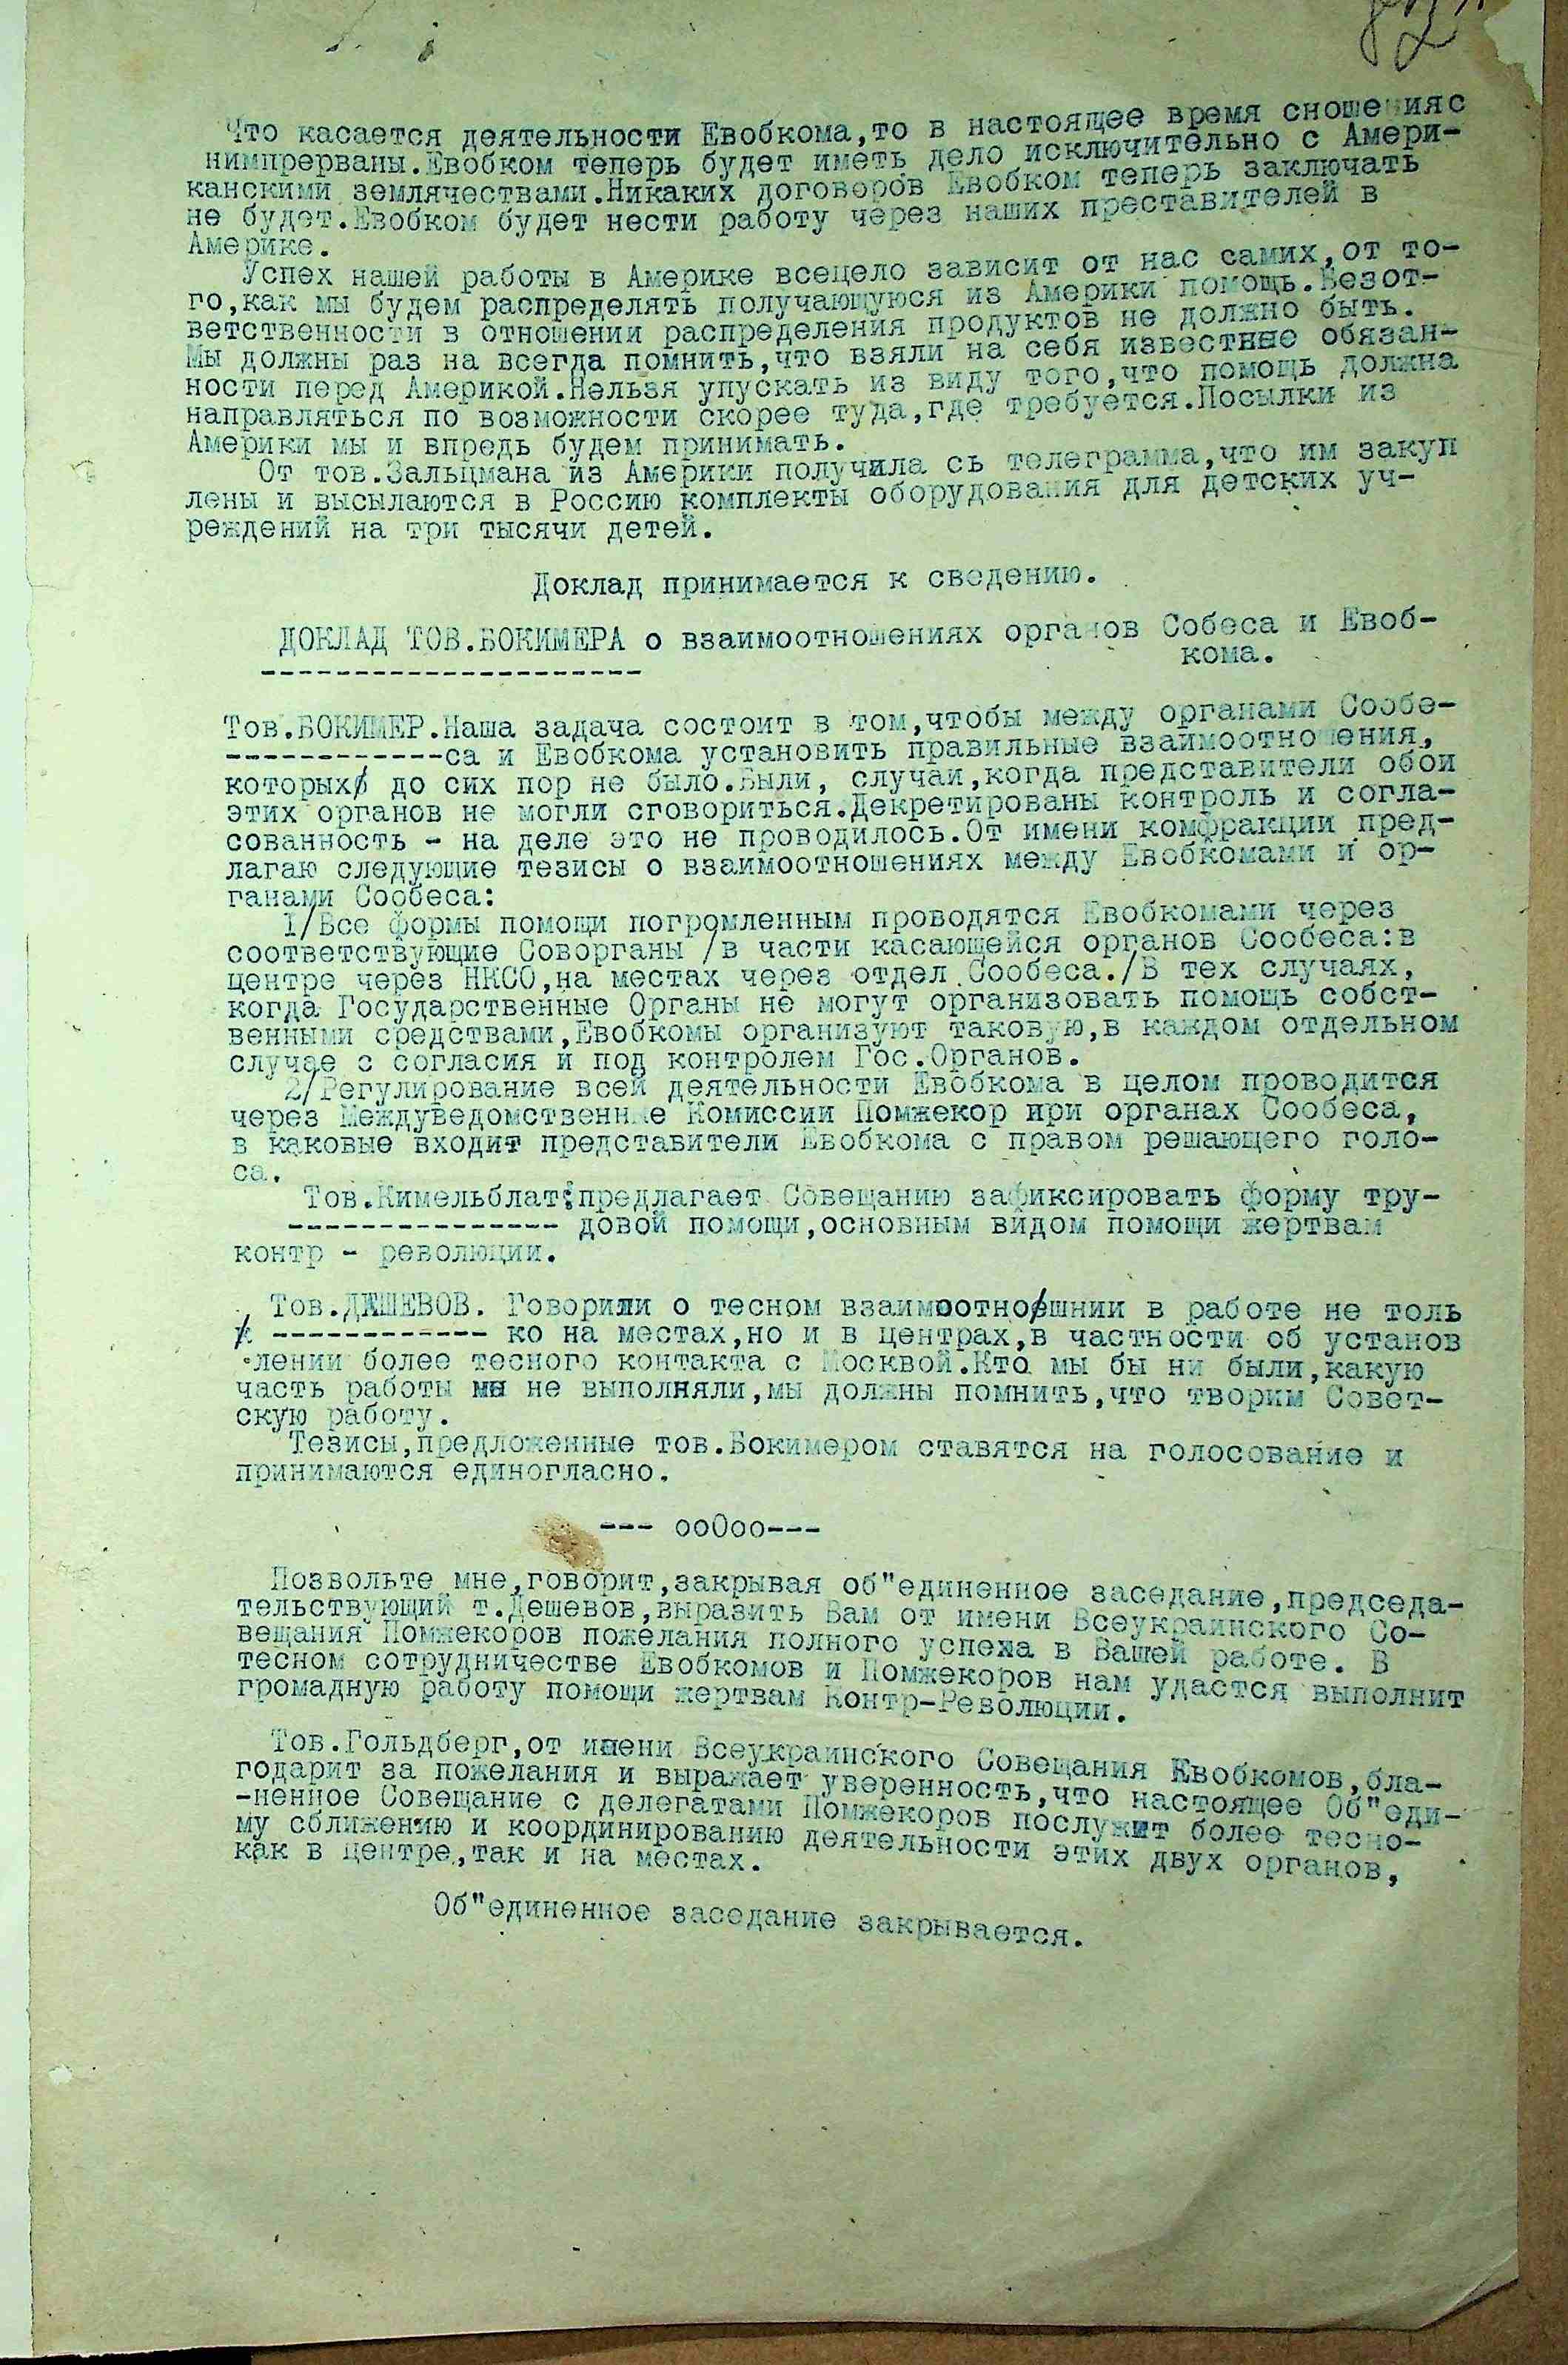 Что касается деятельности Евобкома,то в настоящее время сношенияс
нимпрерваны.Евобком теперь будет иметь дело исключительно с Амери-
канскими землячествами.Никаких договоров Евобком теперь заключать
не будет.Евобком будет нести работу через наших преставителей в
Америке.
Успех нашей работы в Америке всецело зависит от нас самих,от то-
го,как мы будем распределять получающуюся из Америки помощь.Безот-
ветственности в отношении распределения продуктов не должно быть.
Мы должны раз на всегда помнить,что взяли на себя известные обязан-
ности перед Америкой.Нельзя упускать из виду того,что помощь должна
направляться по возможности скорее туда,где требуется.Посылки из
Америки мы и впредь будем принимать.
От тов.Зальцмана из Америки получила сь телеграмма,что им закуп
лены и высылаются в Россию комплекты оборудования для детских уч-
реждений на три тысячи детей.
Доклад принимается к сведению.
ДОКЛАД ТОВ.БОКИМЕРА о взаимоотношениях органов Собеса и Евоб-
кома.
---------------------
Тов.БОКИМЕР.Наша задача состоит в том,чтобы между органами Сообе-
------------са и Евобкома установить правильные взаимоотношения,
которых до сих пор не было.Были, случаи,когда представители обои
этих органов не могли сговориться.Декретированы контроль и согла-
сованность - на деле это не проводилось.От имени комфракции пред-
лагаю следующие тезисы о взаимоотношениях между Евобкомами и ор-
ганами Сообеса:
1/Все формы помощи погромленным проводятся Евобкомами через
соответствующие Соворганы /в части касающейся органов Сообеса:в
центре через НКСО,на местах через отдел Сообеса./В тех случаях,
когда Государственные Органы не могут организовать помощь собст-
венными средствами,Евобкомы организуют таковую,в каждом отдельном
случае с согласия и под контролем Гос.Органов.
2/Регулирование всей деятельности Евобкома в целом проводится
через Междуведомственные Комиссии Помжекор при органах Сообеса,
в каковые входит представители Евобкома с правом решающего голо-
са.
Тов.Кимельблат:предлагает Совещанию зафиксировать форму тру-
--------------- довой помощи,основным видом помощи жертвам
контр - революции.
Тов.ДЕШЕВОВ. Говорили о тесном взаимоотношнии в работе не толь
------------ ко на местах,но и в центрах,в частности об установ
лении более тесного контакта с Москвой.Кто мы бы ни были,какую
часть работы мы не выполняли,мы должны помнить,что творим Совет-
скую работу.
Тезисы,предложенные тов.Бокимером ставятся на голосование и
принимаются единогласно.
--- ооОоо---
Позвольте мне,говорит,закрывая об"единенное заседание,председа-
тельствующий т.Дешевов,выразить Вам от имени Всеукраинского Со-
вещания Помжекоров пожелания полного успеха в Вашей работе. В
тесном сотрудничестве Евобкомов и Помжекоров нам удастся выполнит
громадную работу помощи жертвам Контр-Революции.
Тов.Гольдберг,от имени Всеукраинского Совещания Евобкомов,бла-
годарит за пожелания и выражает уверенность,что настоящее Об"еди-
-ненное Совещание с делегатами Помжекоров послужит более тесно-
му сближению и координированию деятельности этих двух органов,
как в центре,так и на местах.
Об"единенное заседание закрывается.